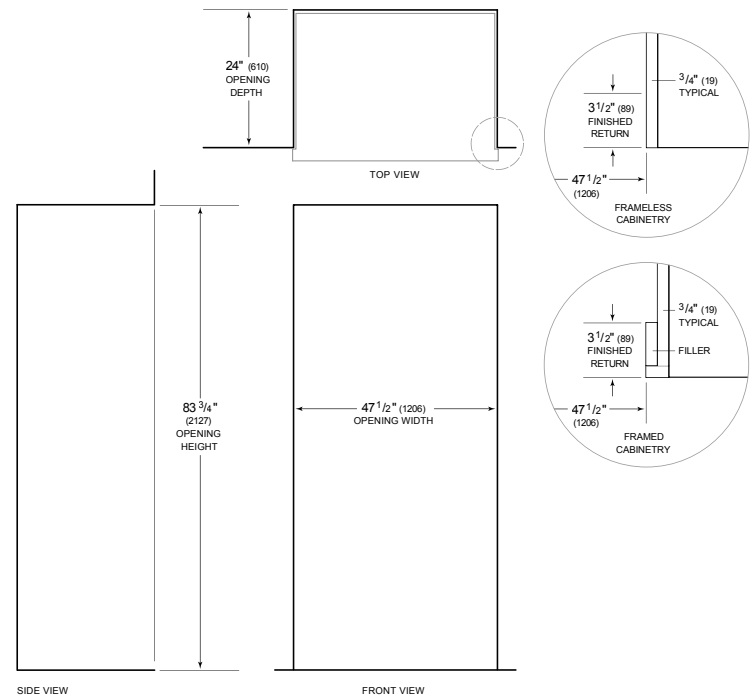 24" (610)
OPENING
DEPTH
TOP VIEW
3/4" (19)
TYPICAL
3 1/2" (89)
FINISHED
RETURN
47 1/2"
(1206)
FRAMELESS
CABINETRY
3/4" (19)
TYPICAL
3 1/2" (89)
FINISHED
RETURN
FILLER
47 1/2"
(1206)
FRAMED
CABINETRY
83 3/4"
(2127)
OPENING
HEIGHT
47 1/2" (1206)
OPENING WIDTH
SIDE VIEW
FRONT VIEW